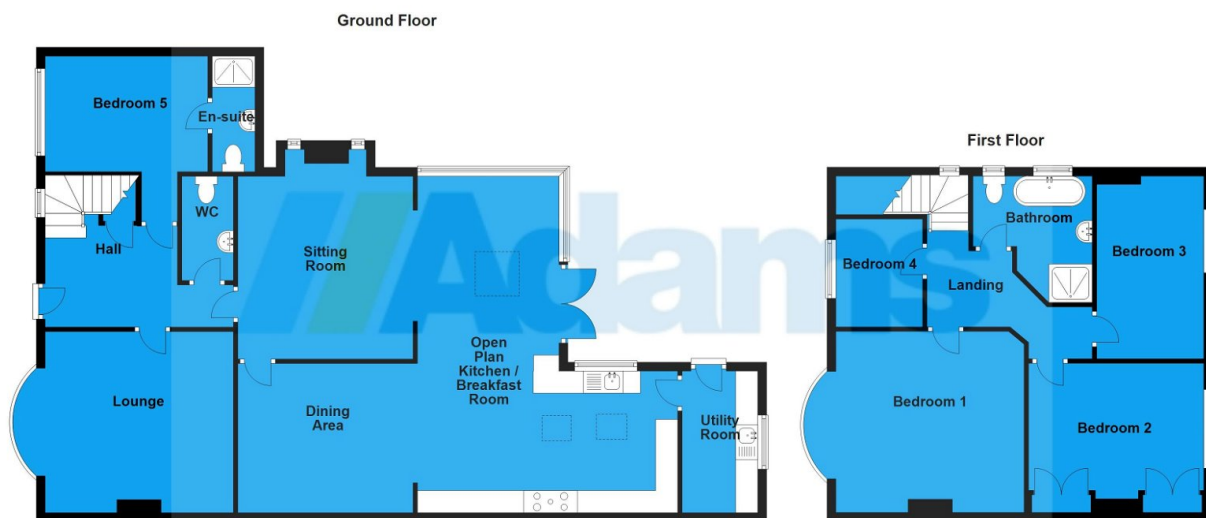 Ground Floor
Bedroom 5
En-suite
WC
Hall
Sitting
Room
Lounge
Dining
Area
Open
Plan
Kitchen /
Breakfast
Room
Utility
Room
//Adams
First Floor
Bathroom
Bedroom 3
Bedroom 4
Landing
Bedroom 1
Bedroom 2